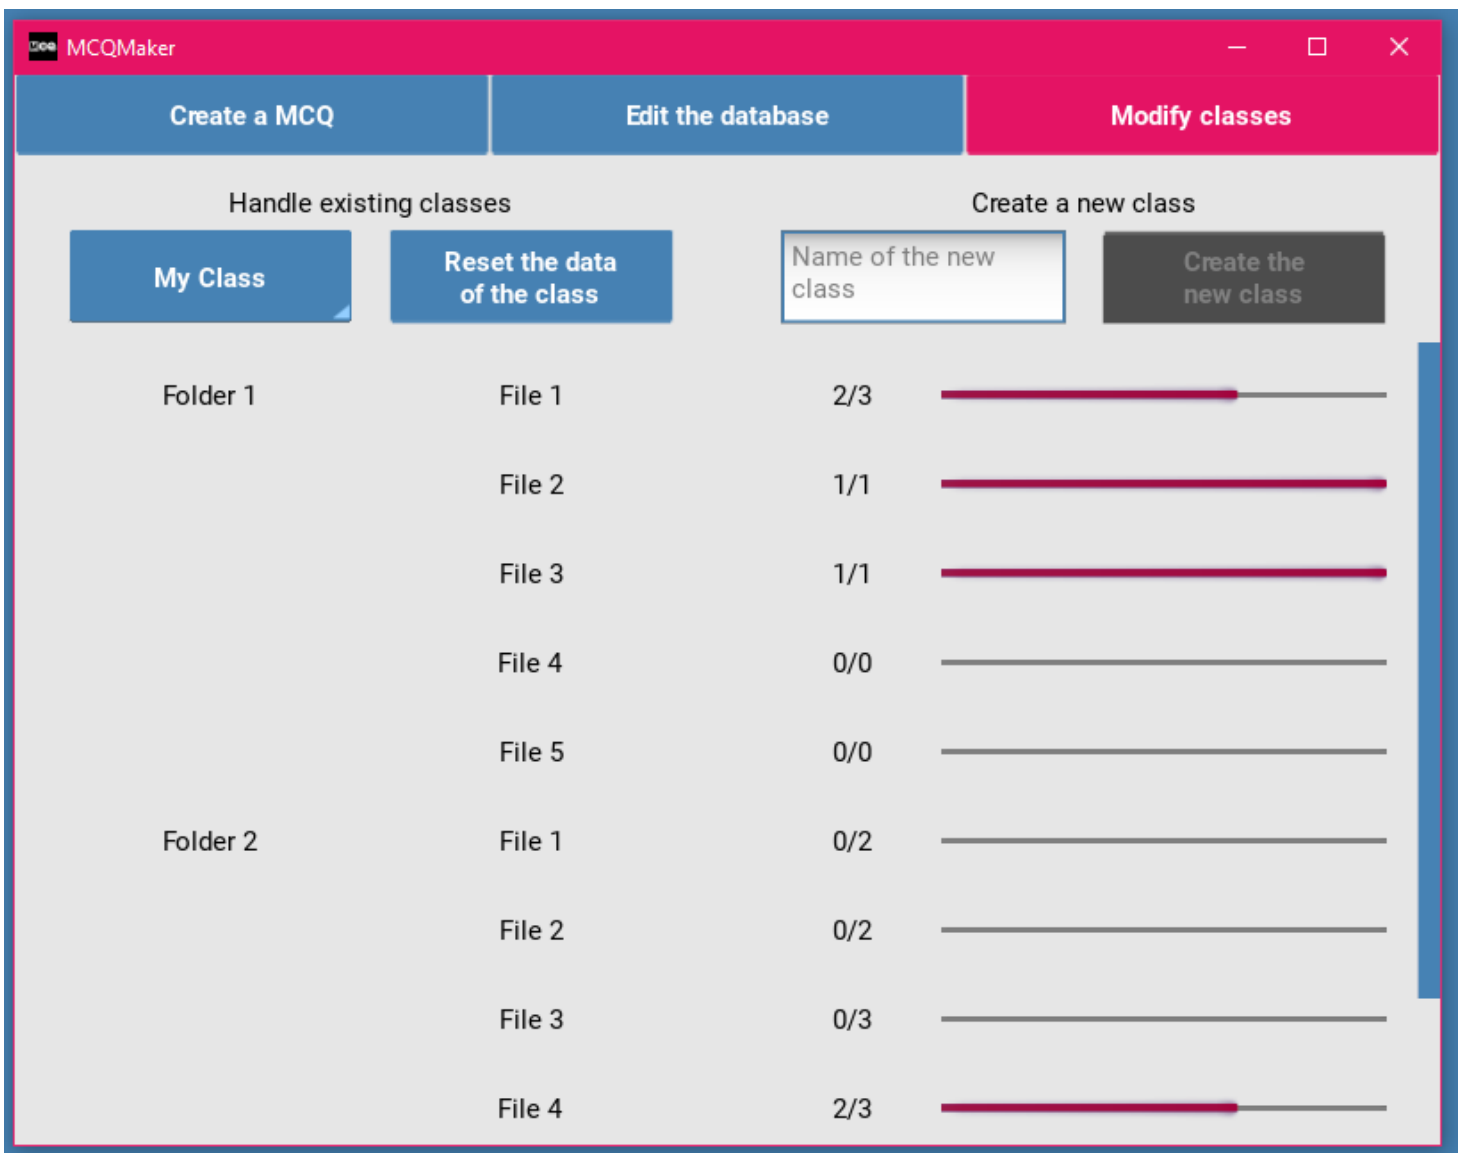 MCQ MCQMaker
Create a MCQ Edit the database Modify classes
Handle existing classes Create a new class
My Class
Reset the data
of the class
Name of the new
class
Create the
new class
Folder 1 File 1 2/3
File 2 1/1
File 3 1/1
File 4 0/0
File 5 0/0
Folder 2 File 1 0/2
File 2 0/2
File 3 0/3
File 4 2/3